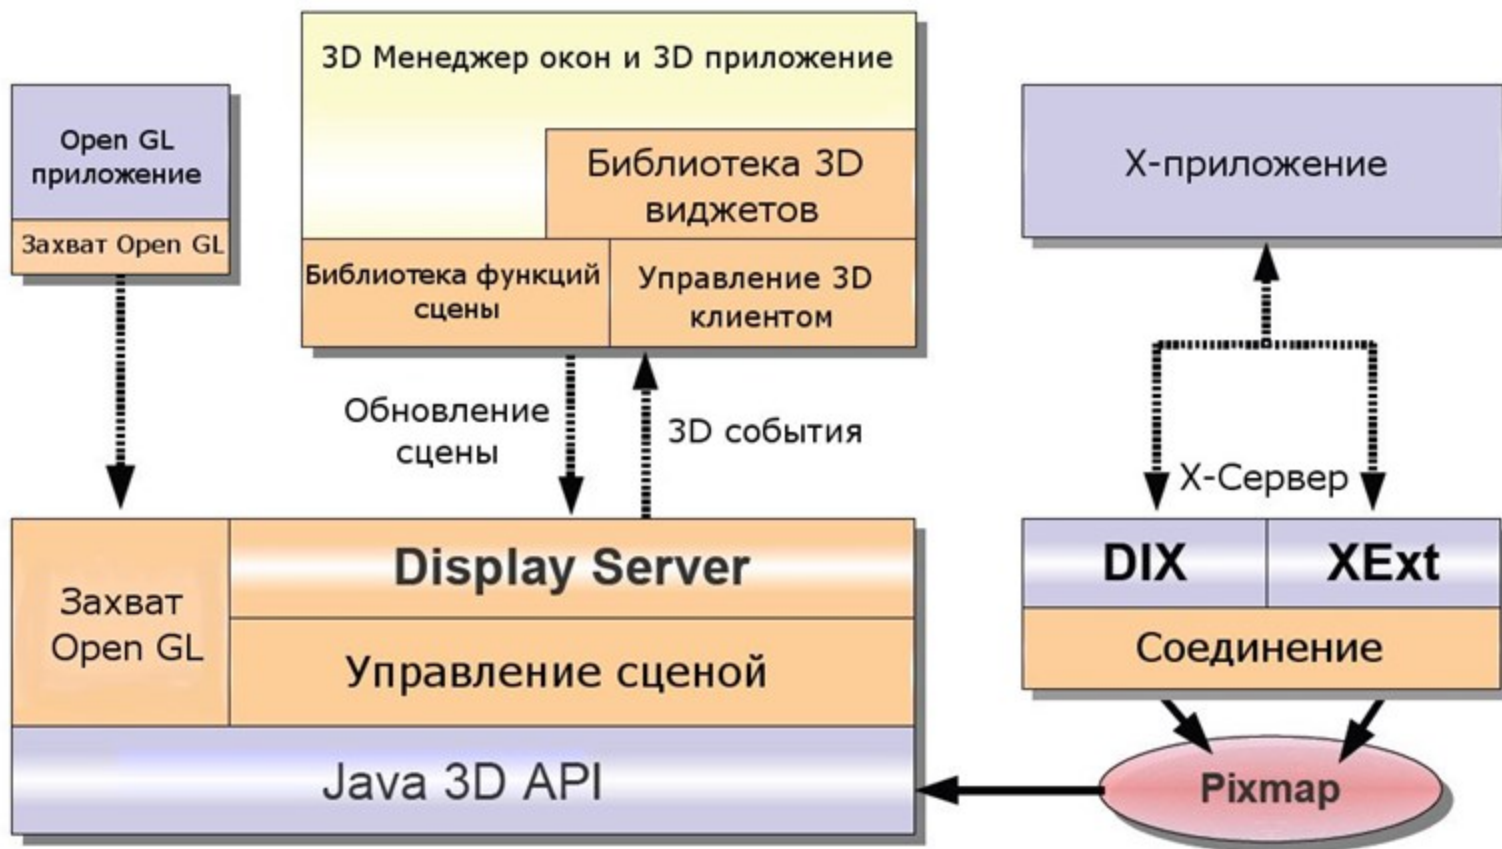 3D Менеджер окон и 3D приложение
Open GL
приложение
Захват Open GL
Библиотека 3D
виджетов
Библиотека функций
сцены
Управление 3D
клиентом
X-приложение
Обновление
сцены
3D события
X-Сервер
Захват
Open GL
Display Server
Управление сценой
Java 3D API
DIX
XExt
Соединение
Pixmap